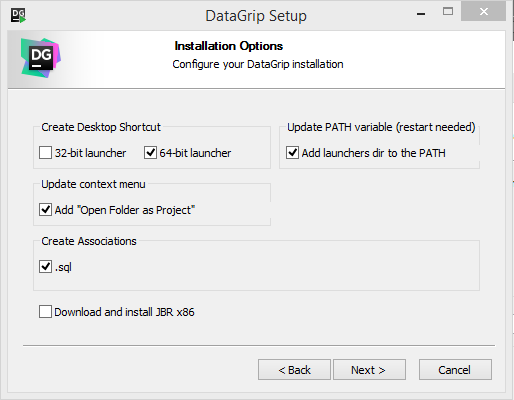 DG
DataGrip Setup
DG
Installation Options
Configure your DataGrip installation
Create Desktop Shortcut
32-bit launcher
64-bit launcher
Update PATH variable (restart needed)
Add launchers dir to the PATH
Update context menu
Add "Open Folder as Project"
Create Associations
.sql
Download and install JBR x86
< Back
Next >
Cancel